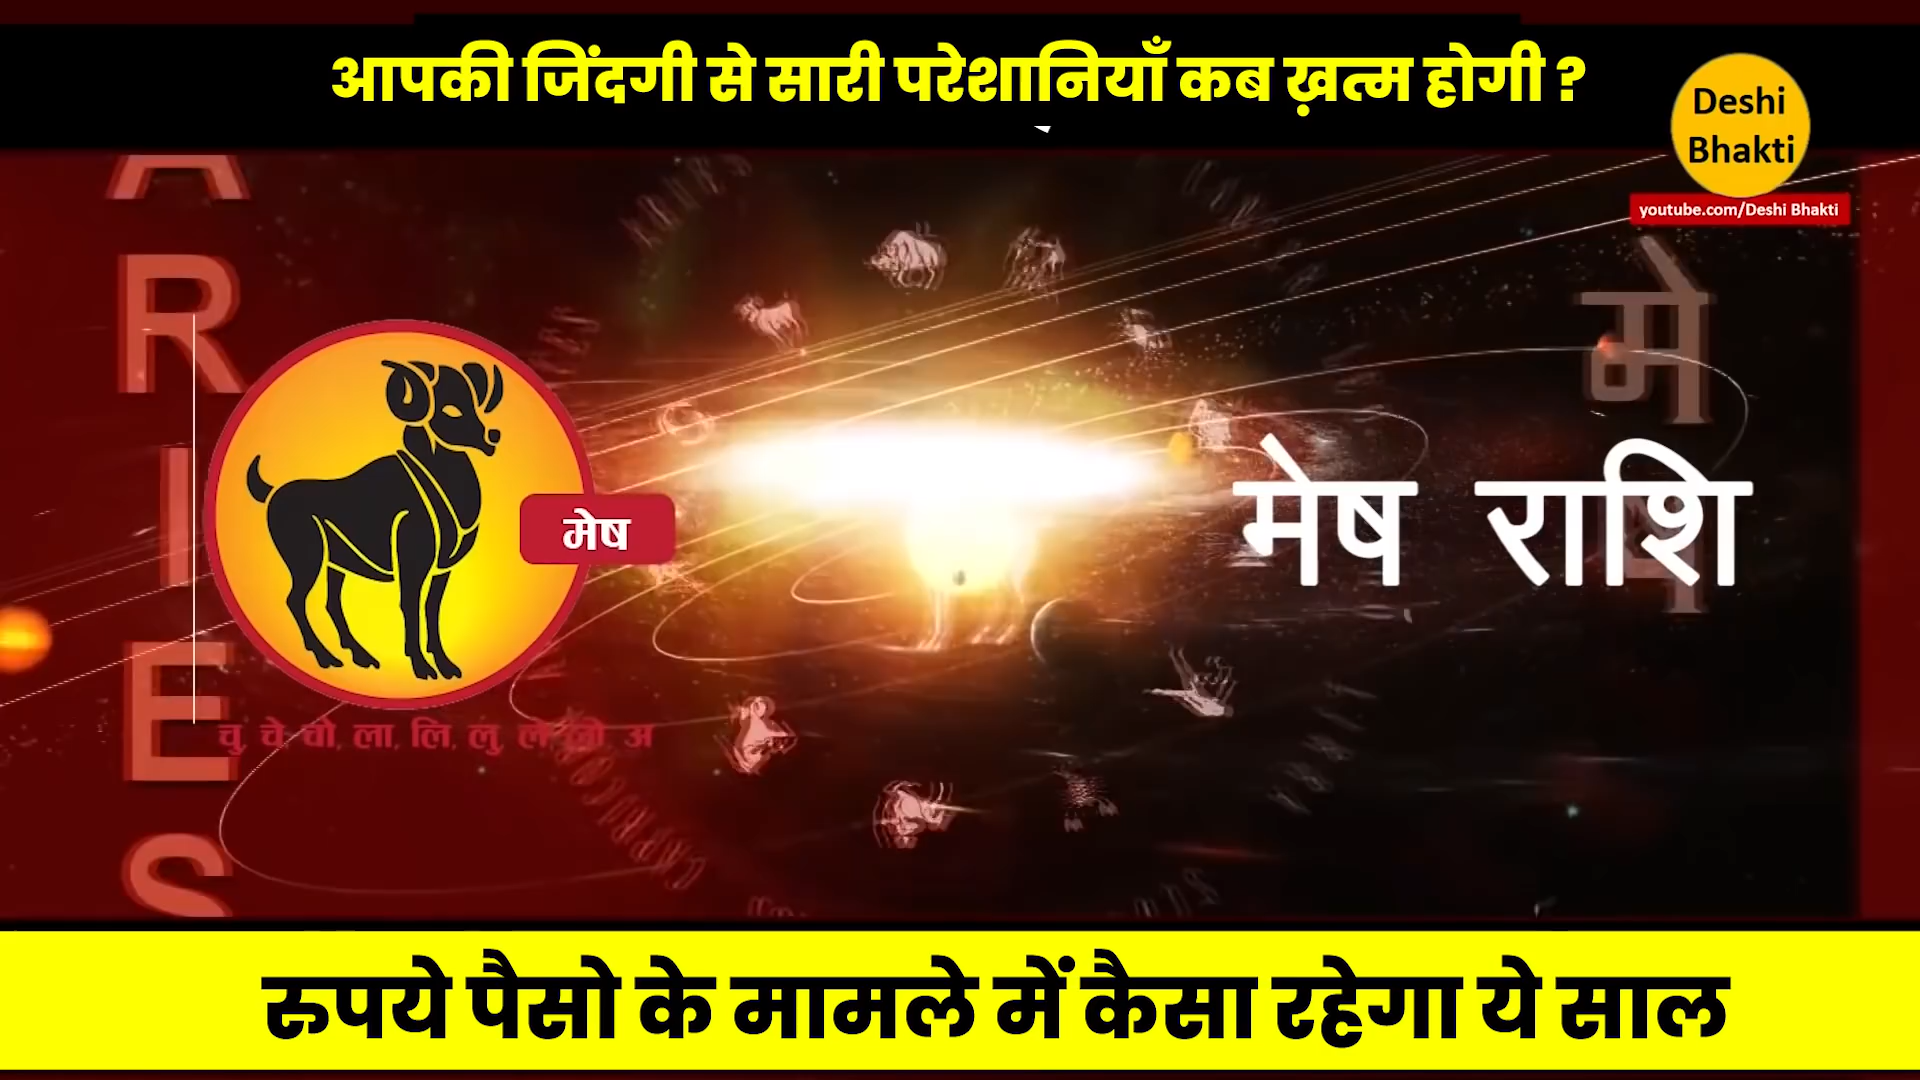 आपकी जिंदगी से सारी परेशानियाँ कब ख़त्म होगी ?
Deshi
Bhakti
youtube.com/Deshi Bhakti
ARIES
मे
मेष
मेष राशि
चु, चे, चो, ला, लि, लु, ले, लो, अ
रुपये पैसो के मामले में कैसा रहेगा ये साल